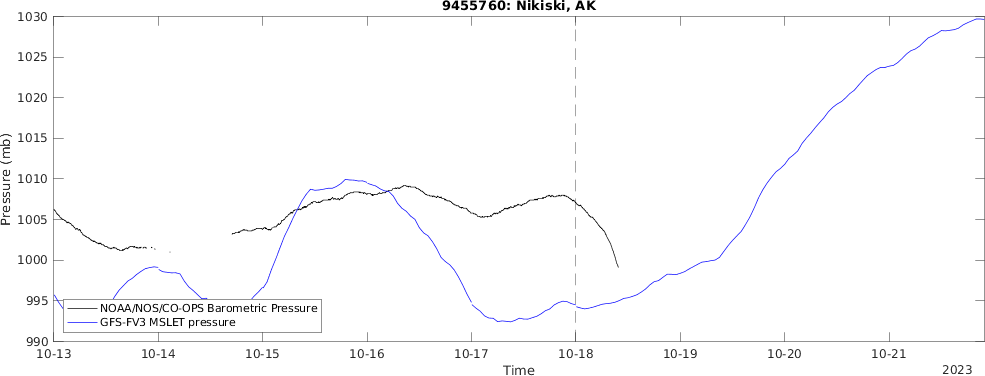 9455760: Nikiski, AK
Pressure (mb)
1030
1025
1020
1015
1010
1005
1000
995
990
NOAA/NOS/CO-OPS Barometric Pressure
GFS-FV3 MSLET pressure
10-13 10-14 10-15 10-16 10-17 10-18 10-19 10-20 10-21
Time
2023